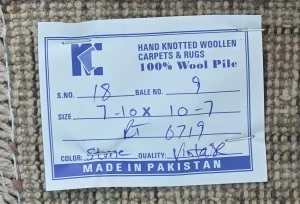 KC
HAND KNOTTED WOOLLEN
CARPETS & RUGS
100% Wool Pile
S.NO. 18 BALE NO. 9
SIZE 7-10 X 10-7
6719
COLOR: Stone QUALITY: Vintage
MADE IN PAKISTAN